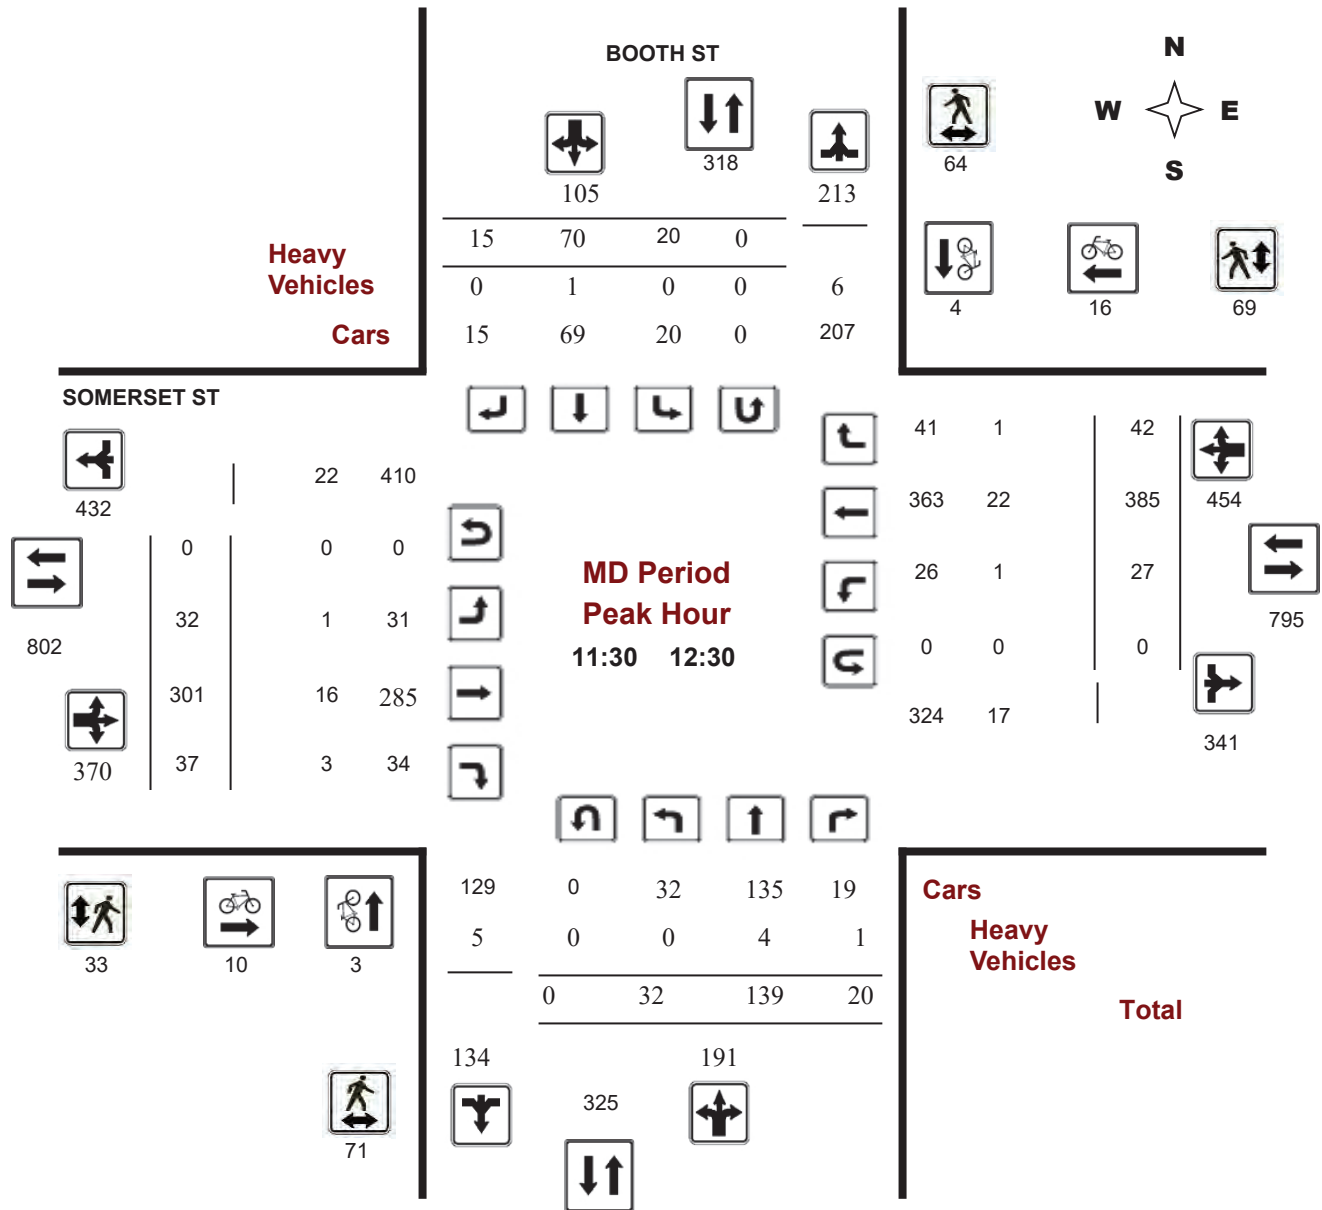 BOOTH ST
N
W E
S
318
64
105
213
15 70 20 0
Heavy
Vehicles
0 1 0 0 6
4 16 69
Cars
15 69 20 0 207
SOMERSET ST
41 1 42
22 410
432
363 22 385 454
0 0 0
MD Period
26 1 27
32 1 31
Peak Hour
795
802
11:30 12:30
0 0 0
301 16 285
324 17
341
370 37 3 34
129 0 32 135 19
Cars
5 0 0 4 1
Heavy
Vehicles
33 10 3
0 32 139 20
Total
134 191
325
71